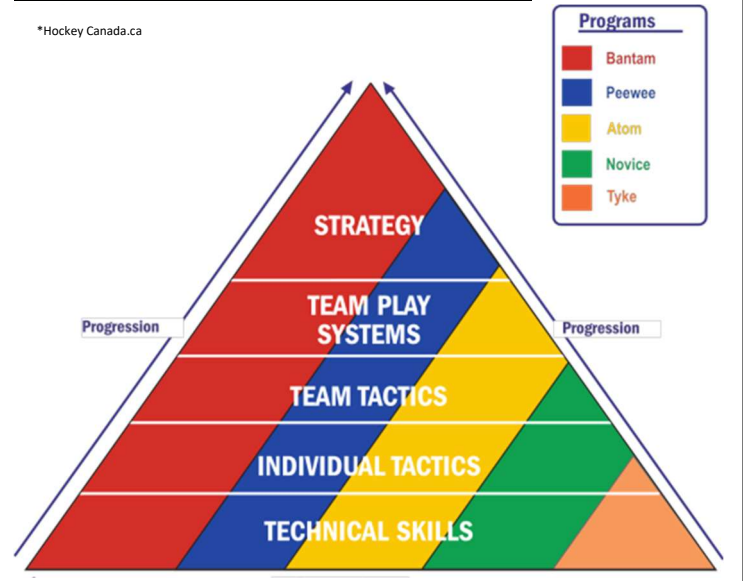 *Hockey Canada.ca
Programs
Bantam
Peewee
Atom
Novice
Tyke
STRATEGY
TEAM PLAY
SYSTEMS
Progression
Progression
TEAM TACTICS
INDIVIDUAL TACTICS
TECHNICAL SKILLS